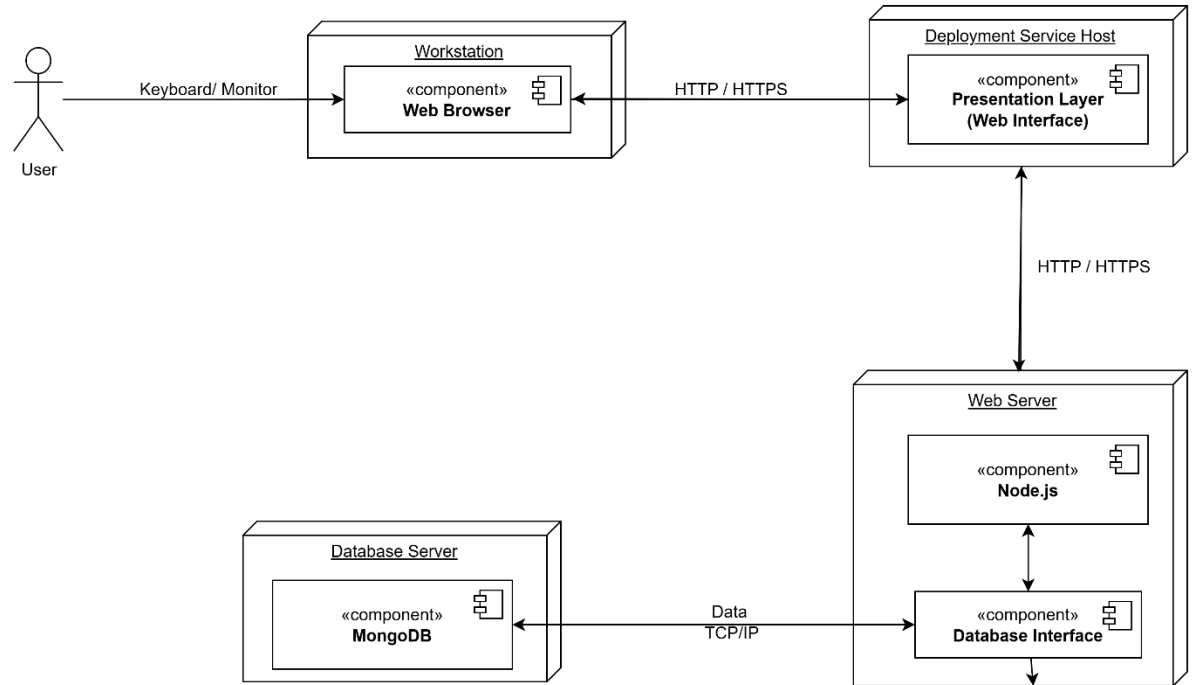 Workstation
«component»
Web Browser
Keyboard/ Monitor
User
HTTP / HTTPS
Deployment Service Host
«component»
Presentation Layer
(Web Interface)
HTTP / HTTPS
Web Server
«component»
Node.js
Database Server
«component»
MongoDB
Data
TCP/IP
«component»
Database Interface